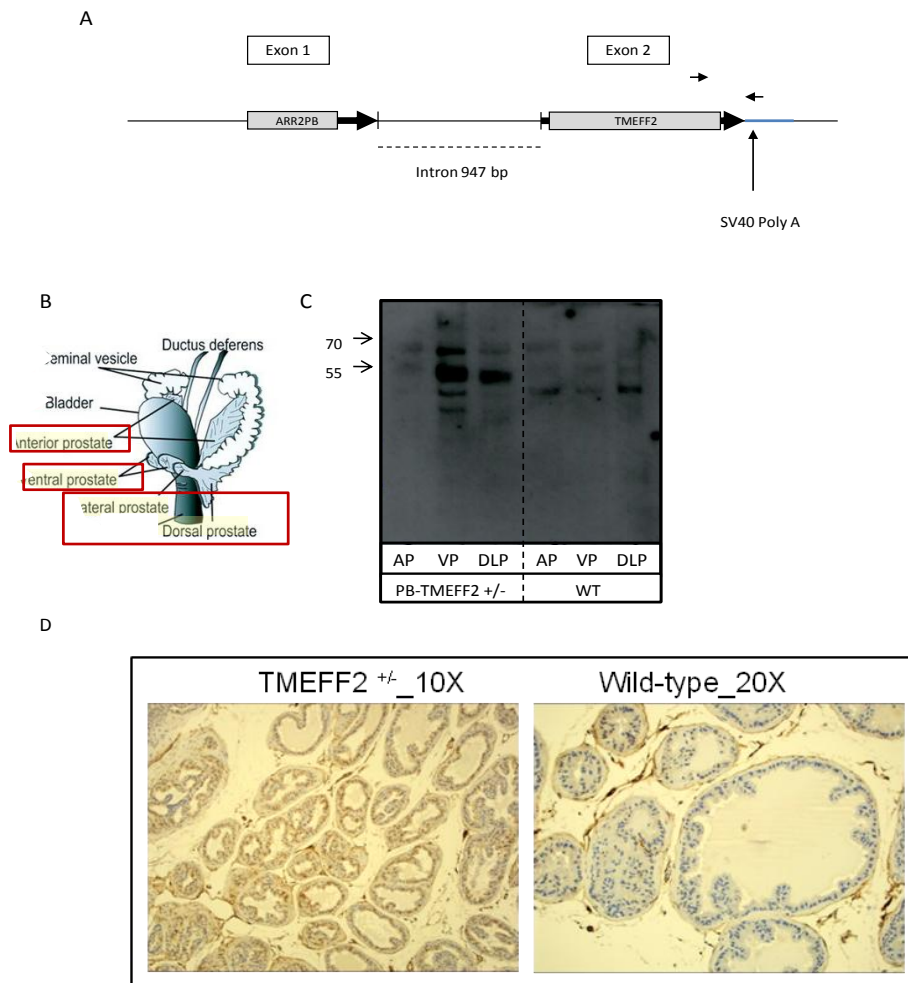 A
Exon 1
Exon 2
ARR2PB
TMEFF2
Intron 947 bp
SV40 Poly A
B
Ductus deferens
eminal vesicle
Bladder
nterior prostate
entral prostate
ateral prostate
Dorsal prostate
C
70
55
AP VP DLP AP VP DLP
PB-TMEFF2 +/- WT
D
TMEFF2 +/-_10X Wild-type_20X